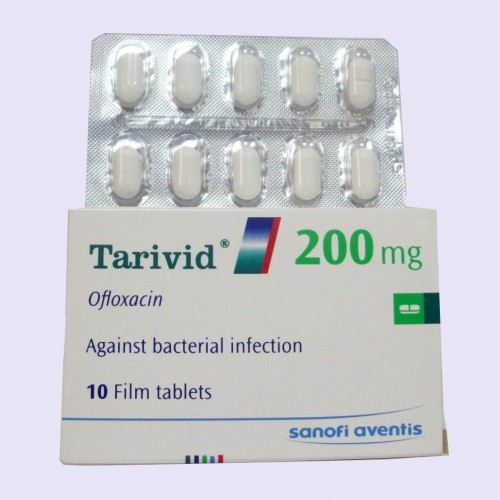 Tarivid® 200 mg
Ofloxacin
Against bacterial infection
10 Film tablets
sanofi aventis